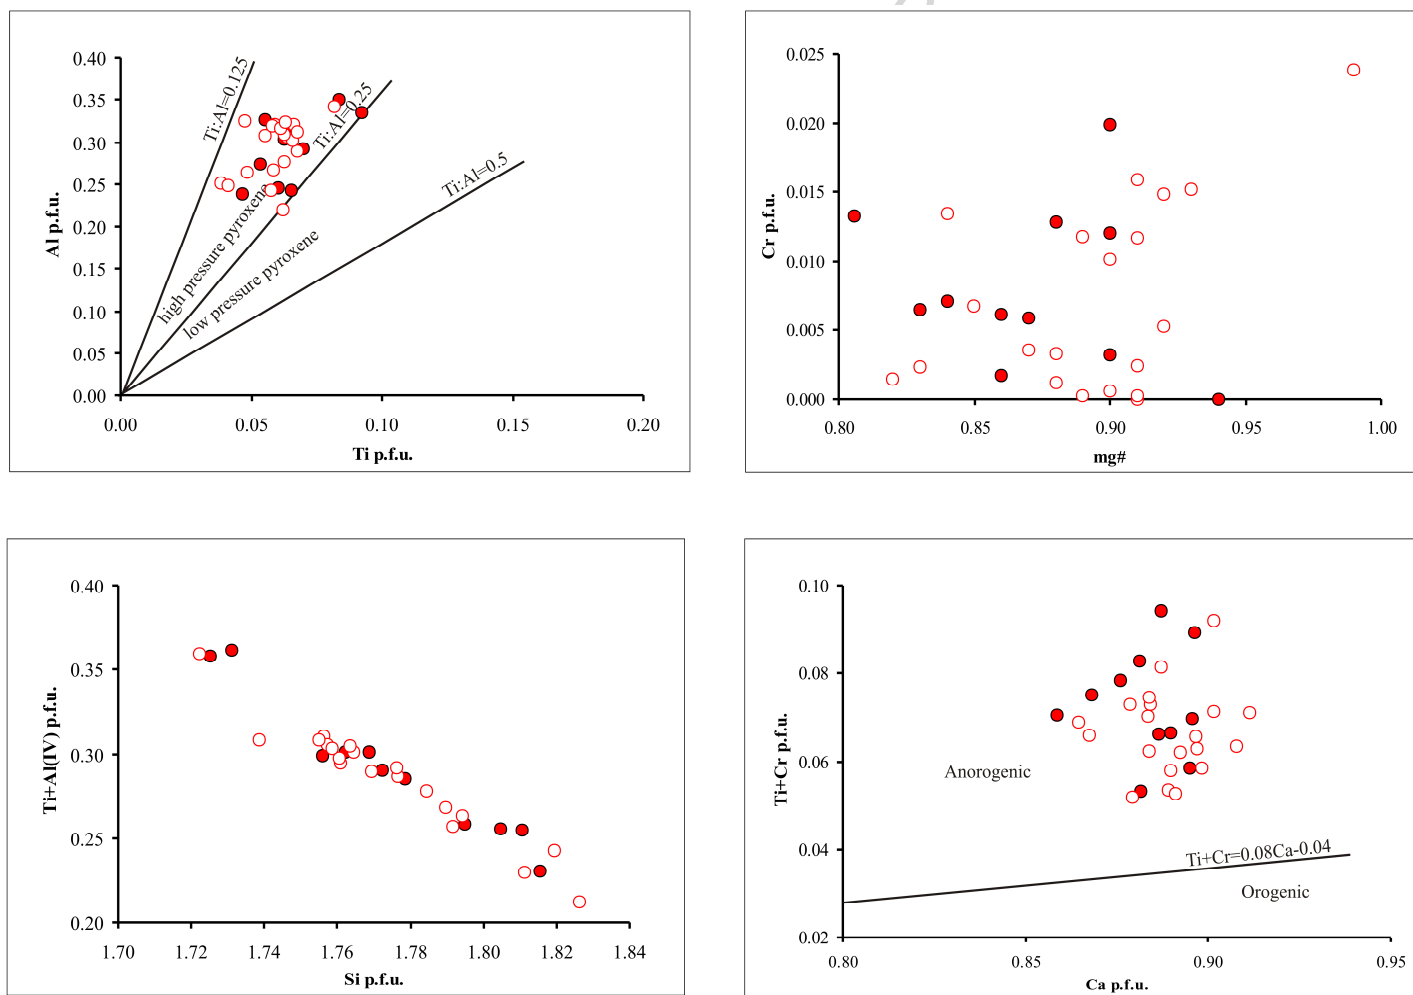 0.40
0.35
0.30
0.25
0.20
0.15
0.10
0.05
0.00
Al p.f.u.
Ti:Al=0.125
Ti:Al=0.25
Ti:Al=0.5
high pressure pyroxene
low pressure pyroxene
0.00 0.05 0.10 0.15 0.20
Ti p.f.u.
0.025
0.020
0.015
0.010
0.005
0.000
Cr p.f.u.
0.80 0.85 0.90 0.95 1.00
mg#
0.40
0.35
0.30
0.25
0.20
Ti+Al(IV) p.f.u.
1.70 1.72 1.74 1.76 1.78 1.80 1.82 1.84
Si p.f.u.
0.10
0.08
0.06
0.04
0.02
Ti+Cr p.f.u.
Anorogenic
Ti+Cr=0.08Ca-0.04
Orogenic
0.80 0.85 0.90 0.95
Ca p.f.u.